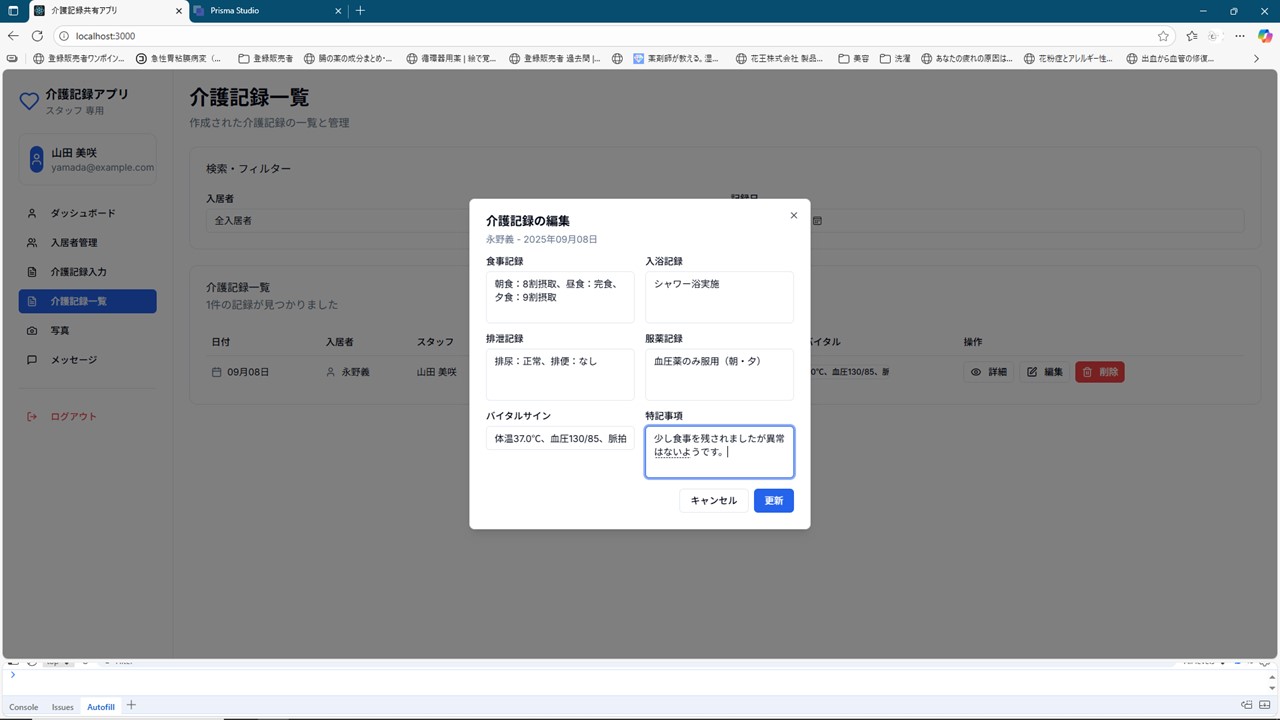 介護記録共有アプリ
Prisma Studio
localhost:3000
登録販売者ワンポイン...
急性胃粘膜病変（...
登録販売者
腸の薬の成分まとめ-...
循環器用薬 | 絵で覚...
登録販売者 過去問 |...
薬剤師が教える。湿...
花王株式会社 製品...
美容
洗濯
あなたの疲れの原因は...
花粉症とアレルギー性...
出血から血管の修復...
介護記録アプリ
スタッフ 専用
山田 美咲
yamada@example.com
ダッシュボード
入居者管理
介護記録入力
介護記録一覧
写真
メッセージ
ログアウト
介護記録一覧
作成された介護記録の一覧と管理
検索・フィルター
入居者
記録日
全入居者
介護記録一覧
1件の記録が見つかりました
日付
入居者
スタッフ
バイタル
操作
09月08日
永野義
山田 美咲
0℃、血圧130/85、脈
詳細
編集
削除
介護記録の編集
永野義 - 2025年09月08日
食事記録
朝食：8割摂取、昼食：完食、
夕食：9割摂取
入浴記録
シャワー浴実施
排泄記録
排尿：正常、排便：なし
服薬記録
血圧薬のみ服用（朝・夕）
バイタルサイン
体温37.0℃、血圧130/85、脈拍
特記事項
少し食事を残されましたが異常
はないようです。
キャンセル
更新
Console
Issues
Autofill